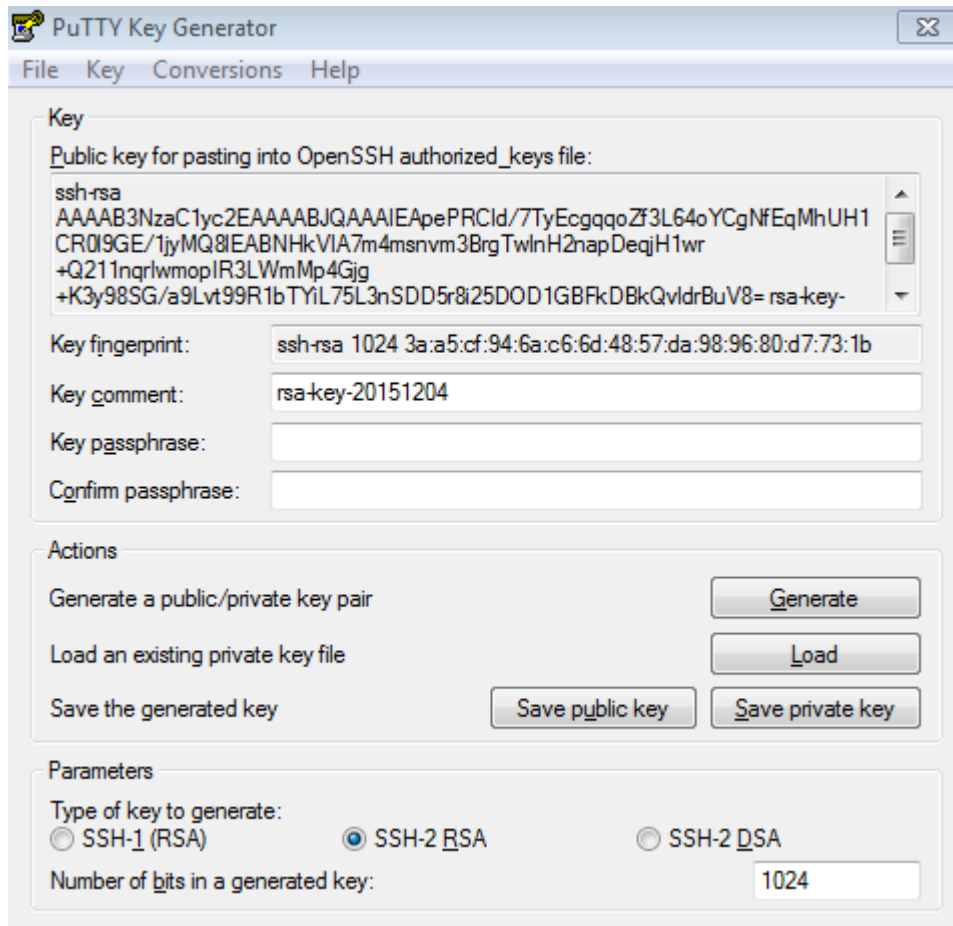 PuTTY Key Generator
File Key Conversions Help
Key
Public key for pasting into OpenSSH authorized_keys file:
ssh-rsa
AAAAB3NzaC1yc2EAAAABJQAAAIEApePRCId/7TyEcgqqoZf3L64oYCgNfEqMhUH1
CR0I9GE/1jyMQ8lEABNHkVIA7m4msnvm3BrgTwlnH2napDeqjH1wr
+Q211nqrIwmopIR3LWmMp4Gjg
+K3y98SG/a9Lvt99R1bTYiL75L3nSDD5r8i25DOD1GBFkDBkQvldrBuV8= rsa-key-
Key fingerprint: ssh-rsa 1024 3a:a5:cf:94:6a:c6:6d:48:57:da:98:96:80:d7:73:1b
Key comment: rsa-key-20151204
Key passphrase:
Confirm passphrase:
Actions
Generate a public/private key pair Generate
Load an existing private key file Load
Save the generated key Save public key Save private key
Parameters
Type of key to generate:
SSH-1 (RSA) SSH-2 RSA SSH-2 DSA
Number of bits in a generated key: 1024